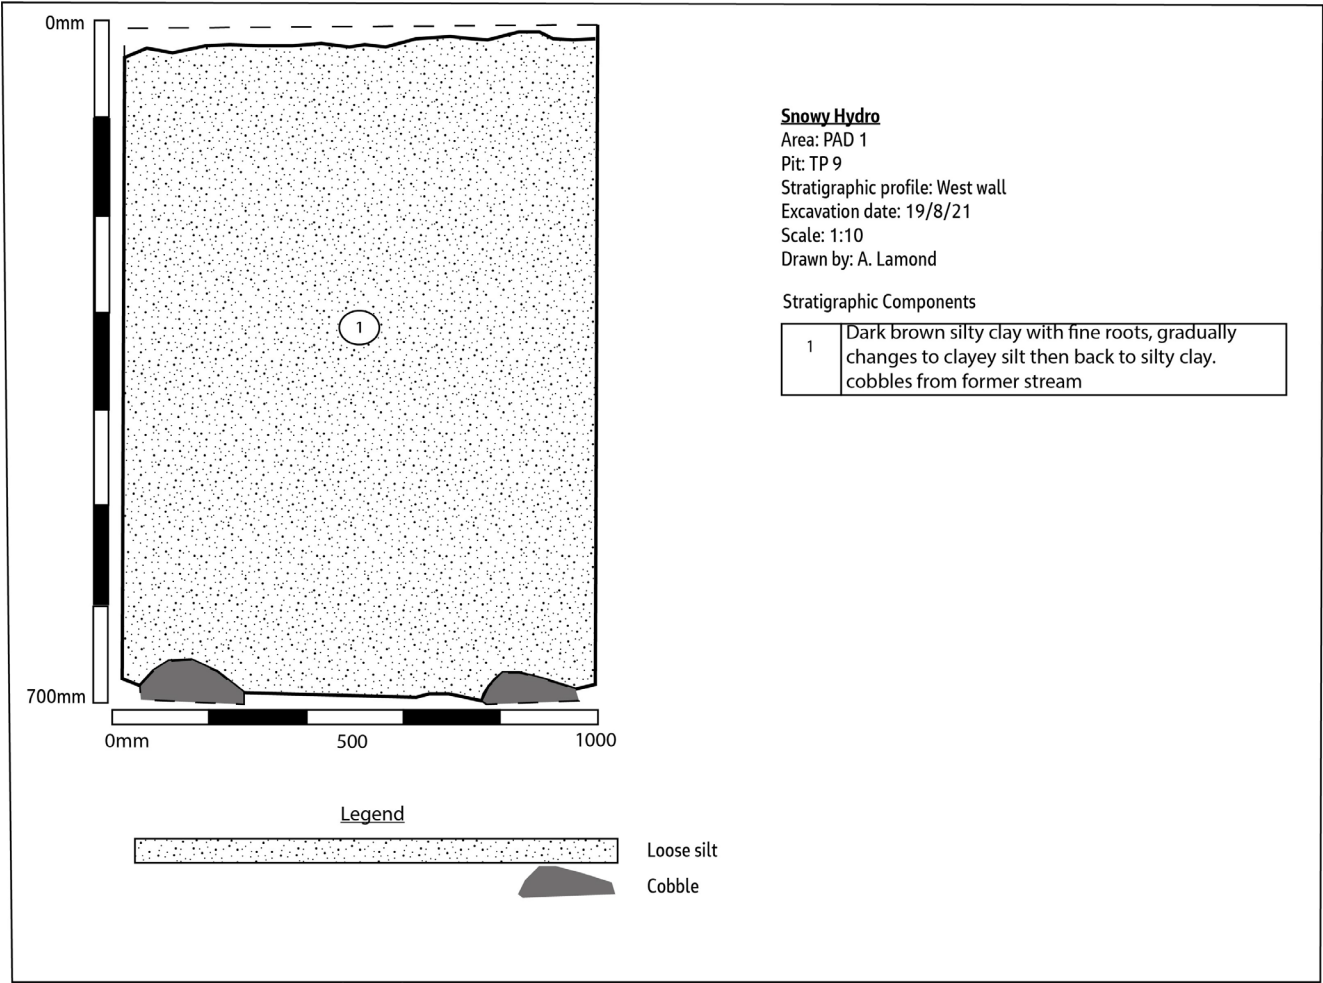 0mm
700mm
1
0mm
500
1000
Snowy Hydro
Area: PAD 1
Pit: TP 9
Stratigraphic profile: West wall
Excavation date: 19/8/21
Scale: 1:10
Drawn by: A. Lamond
Stratigraphic Components
1
Dark brown silty clay with fine roots, gradually
changes to clayey silt then back to silty clay.
cobbles from former stream
Legend
Loose silt
Cobble